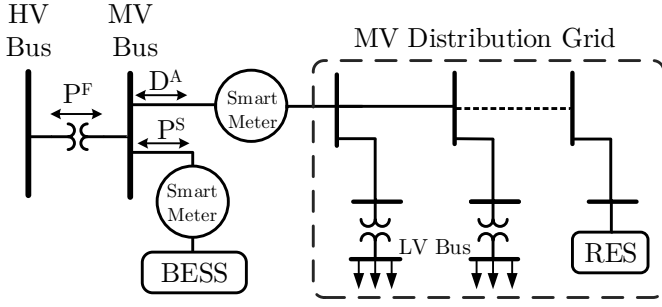 HV
Bus
MV
Bus
MV Distribution Grid
P^F
D^A
Smart
Meter
P^S
Smart
Meter
BESS
LV Bus
RES